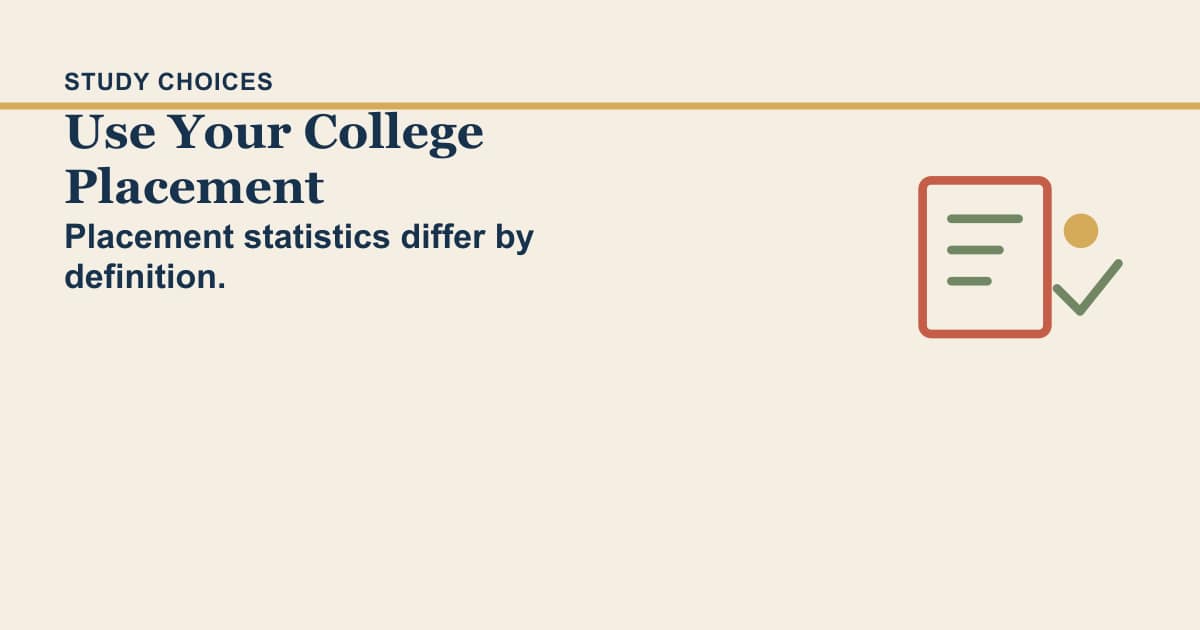 STUDY CHOICES
Use Your College
Placement
Placement statistics differ by
definition.